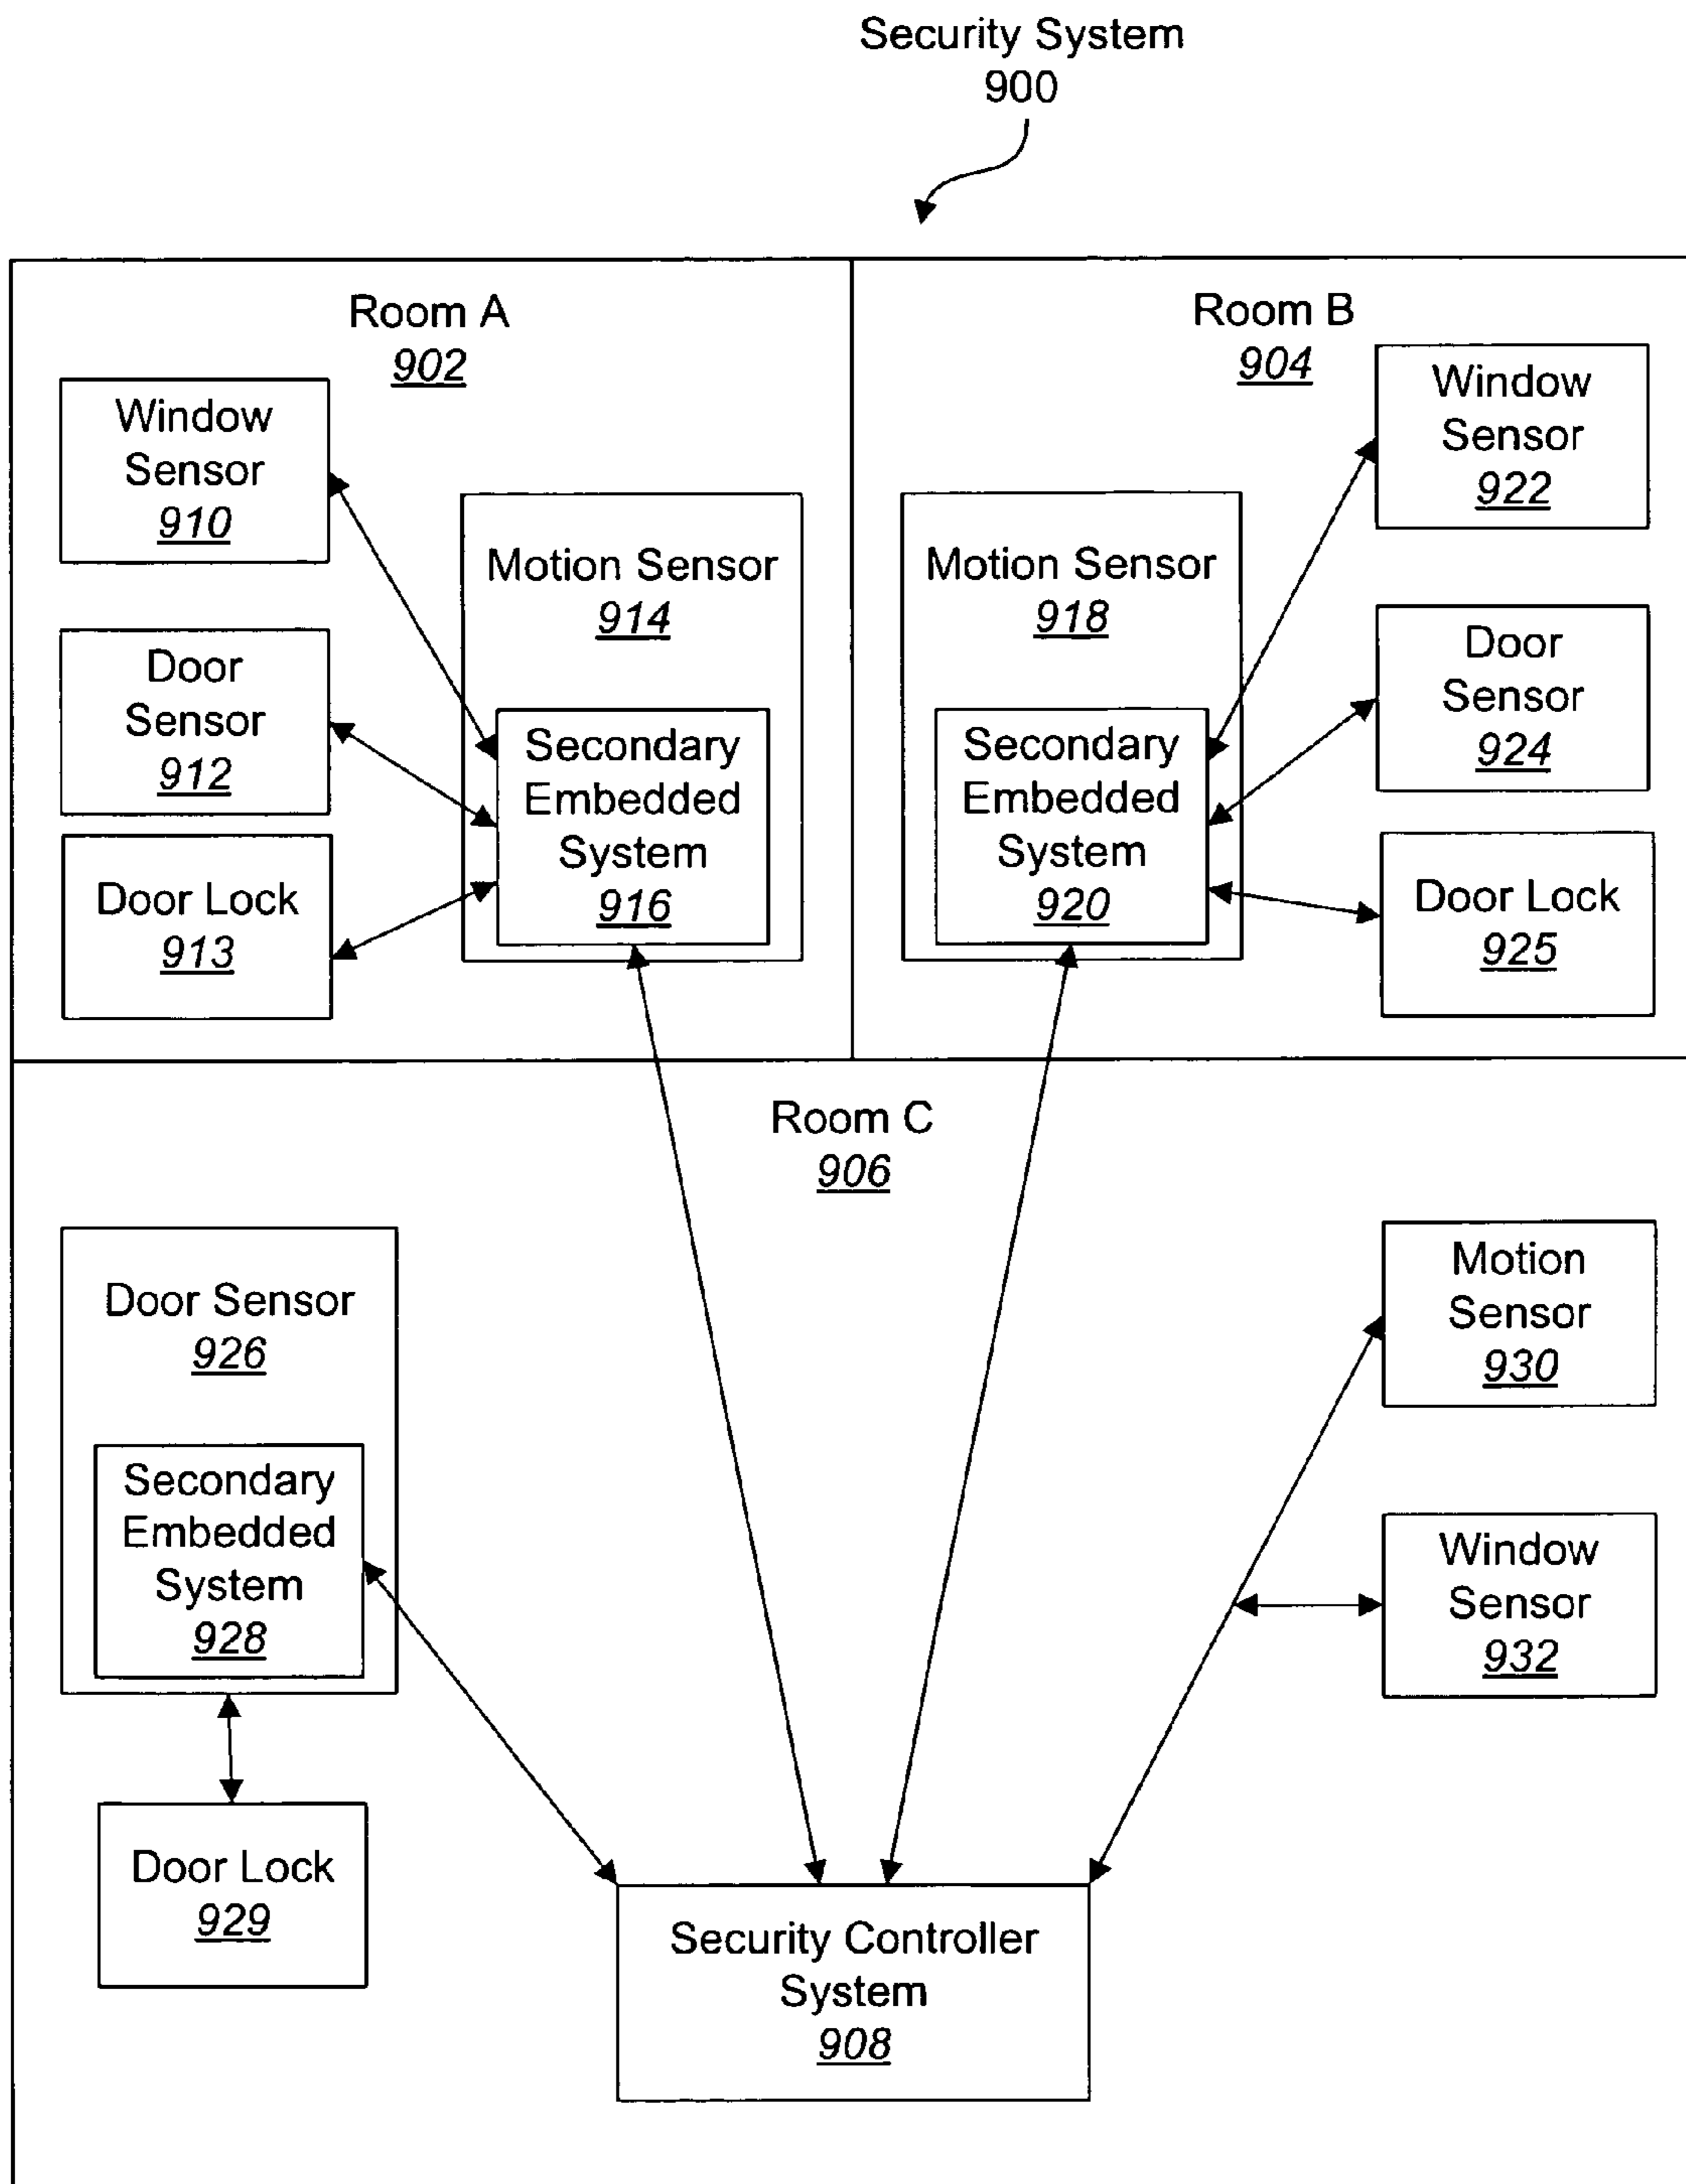 Security System
900
Room A
902
Window
Sensor
910
Motion Sensor
914
Door
Sensor
912
Secondary
Embedded
System
916
Door Lock
913
Room B
904
Window
Sensor
922
Motion Sensor
918
Door
Sensor
924
Secondary
Embedded
System
920
Door Lock
925
Room C
906
Door Sensor
926
Secondary
Embedded
System
928
Door Lock
929
Motion
Sensor
930
Window
Sensor
932
Security Controller
System
908